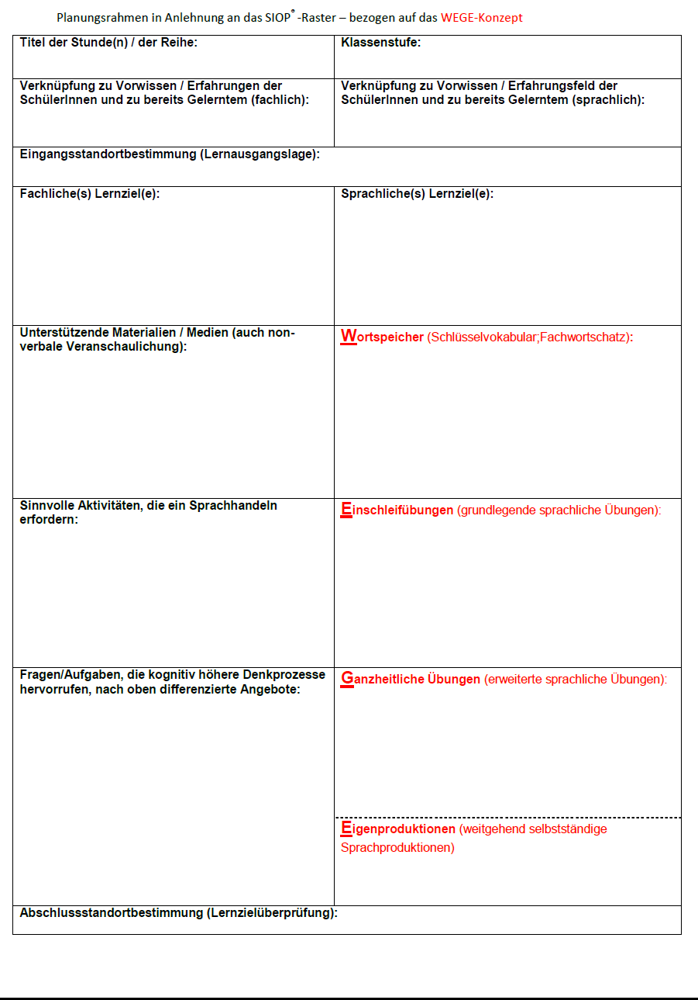 Planungsrahmen in Anlehnung an das SIOP®-Raster – bezogen auf das WEGE-Konzept
Titel der Stunde(n) / der Reihe:
Klassenstufe:
Verknüpfung zu Vorwissen / Erfahrungen der
SchülerInnen und zu bereits Gelerntem (fachlich):
Verknüpfung zu Vorwissen / Erfahrungsfeld der
SchülerInnen und zu bereits Gelerntem (sprachlich):
Eingangsstandortbestimmung (Lernausgangslage):
Fachliche(s) Lernziel(e):
Sprachliche(s) Lernziel(e):
Unterstützende Materialien / Medien (auch non-
verbale Veranschaulichung):
Wortspeicher (Schlüsselvokabular;Fachwortschatz):
Sinnvolle Aktivitäten, die ein Sprachhandeln
erfordern:
Einschleifübungen (grundlegende sprachliche Übungen):
Fragen/Aufgaben, die kognitiv höhere Denkprozesse
hervorrufen, nach oben differenzierte Angebote:
Ganzheitliche Übungen (erweiterte sprachliche Übungen):
Eigenproduktionen (weitgehend selbstständige
Sprachproduktionen)
Abschlussstandortbestimmung (Lernzielüberprüfung):